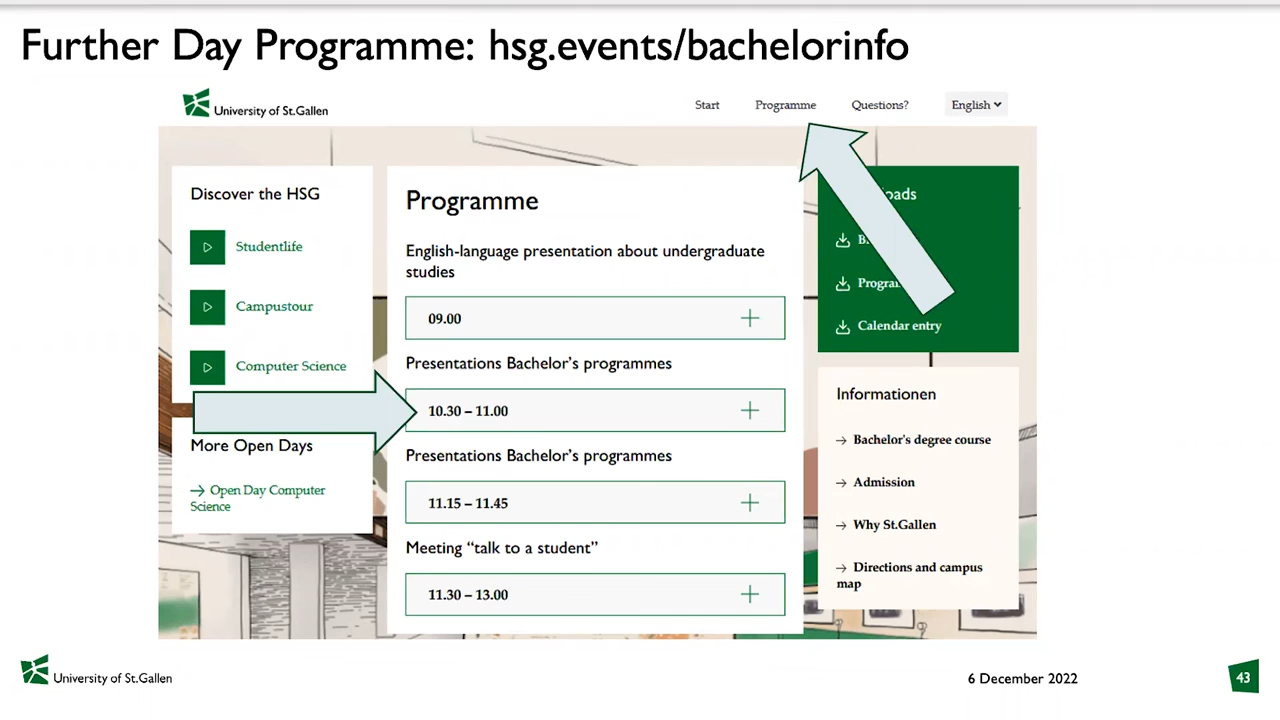 Further Day Programme: hsg.events/bachelorinfo
University of St.Gallen
Start
Programme
Questions?
English
Discover the HSG
Studentlife
Campustour
Computer Science
More Open Days
→ Open Day Computer
Science
Programme
English-language presentation about undergraduate
studies
09.00
Presentations Bachelor's programmes
10.30 – 11.00
Presentations Bachelor's programmes
11.15 – 11.45
Meeting “talk to a student”
11.30 – 13.00
Calendar entry
Informationen
→ Bachelor's degree course
→ Admission
→ Why St.Gallen
→ Directions and campus
map
University of St.Gallen
6 December 2022
43